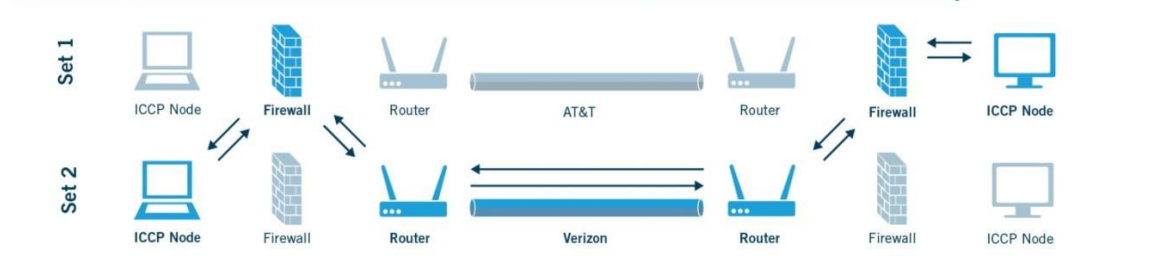 Set 1
ICCP Node
Firewall
Router
AT&T
Router
Firewall
ICCP Node
Set 2
ICCP Node
Firewall
Router
Verizon
Router
Firewall
ICCP Node